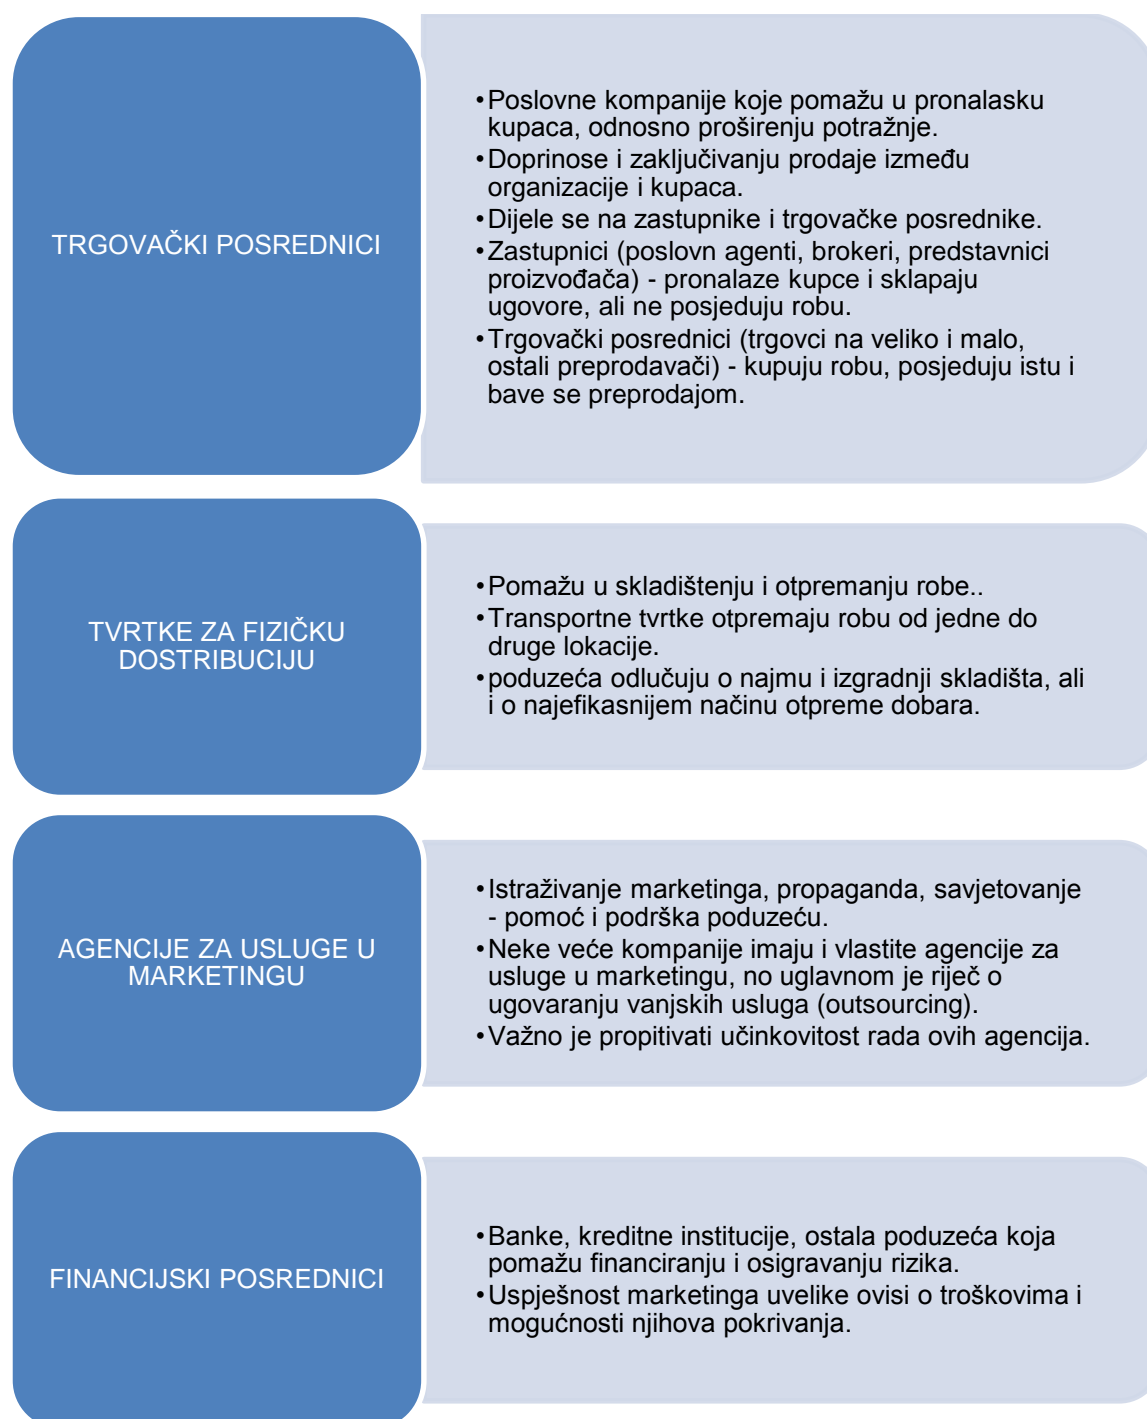 TRGOVAČKI POSREDNICI
•Poslovne kompanije koje pomažu u pronalasku
kupaca, odnosno proširenju potražnje.
•Doprinose i zaključivanju prodaje između
organizacije i kupaca.
•Dijele se na zastupnike i trgovačke posrednike.
•Zastupnici (poslovn agenti, brokeri, predstavnici
proizvođača) - pronalaze kupce i sklapaju
ugovore, ali ne posjeduju robu.
•Trgovački posrednici (trgovci na veliko i malo,
ostali preprodavači) - kupuju robu, posjeduju istu i
bave se preprodajom.
TVRTKE ZA FIZIČKU
DOSTRIBUCIJU
•Pomažu u skladištenju i otpremanju robe..
•Transportne tvrtke otpremaju robu od jedne do
druge lokacije.
•poduzeća odlučuju o najmu i izgradnji skladišta, ali
i o najefikasnijem načinu otpreme dobara.
AGENCIJE ZA USLUGE U
MARKETINGU
•Istraživanje marketinga, propaganda, savjetovanje
- pomoć i podrška poduzeću.
•Neke veće kompanije imaju i vlastite agencije za
usluge u marketingu, no uglavnom je riječ o
ugovaranju vanjskih usluga (outsourcing).
•Važno je propitivati učinkovitost rada ovih agencija.
FINANCIJSKI POSREDNICI
•Banke, kreditne institucije, ostala poduzeća koja
pomažu financiranju i osigravanju rizika.
•Uspješnost marketinga uvelike ovisi o troškovima i
mogućnosti njihova pokrivanja.